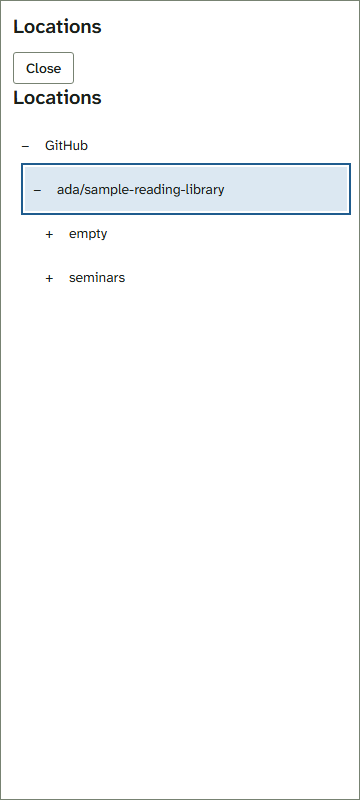 Locations
Close
Locations
– GitHub
– ada/sample-reading-library
+ empty
+ seminars